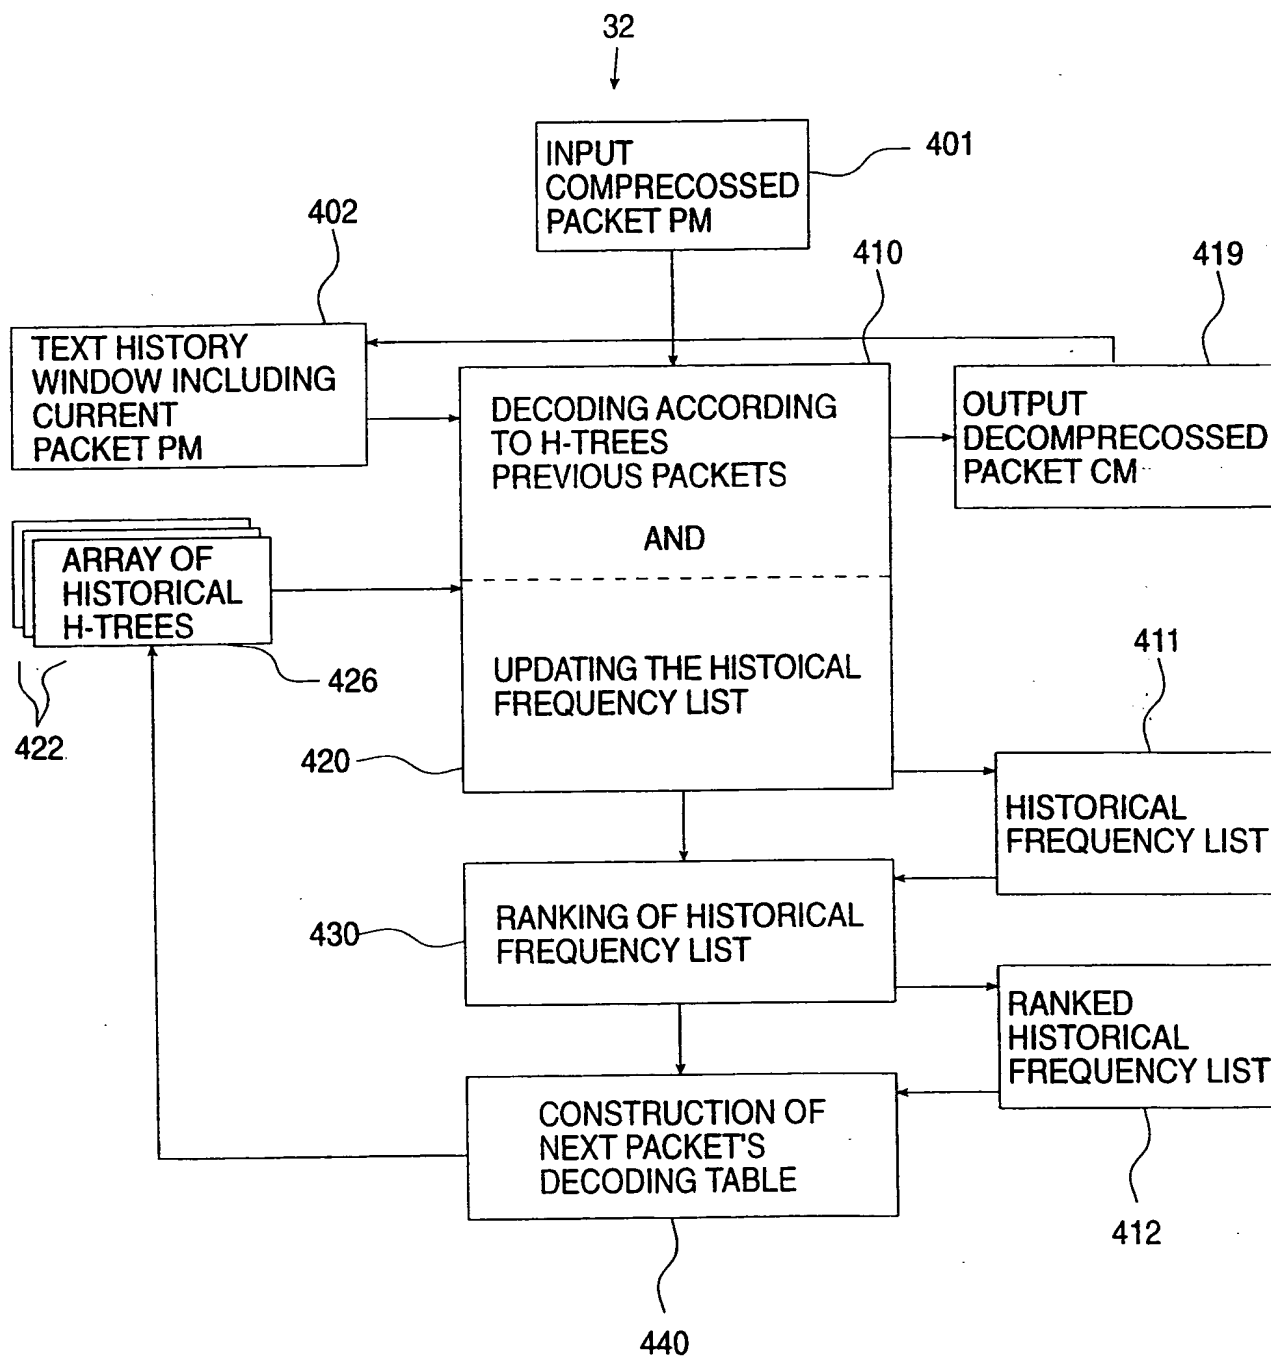 32
INPUT
COMPRECOSSED
PACKET PM
401
402
410
419
TEXT HISTORY
WINDOW INCLUDING
CURRENT
PACKET PM
DECODING ACCORDING
TO H-TREES
PREVIOUS PACKETS
AND
OUTPUT
DECOMPRECOSSED
PACKET CM
ARRAY OF
HISTORICAL
H-TREES
426
422
UPDATING THE HISTOICAL
FREQUENCY LIST
420
411
HISTORICAL
FREQUENCY LIST
430
RANKING OF HISTORICAL
FREQUENCY LIST
RANKED
HISTORICAL
FREQUENCY LIST
412
CONSTRUCTION OF
NEXT PACKET'S
DECODING TABLE
440